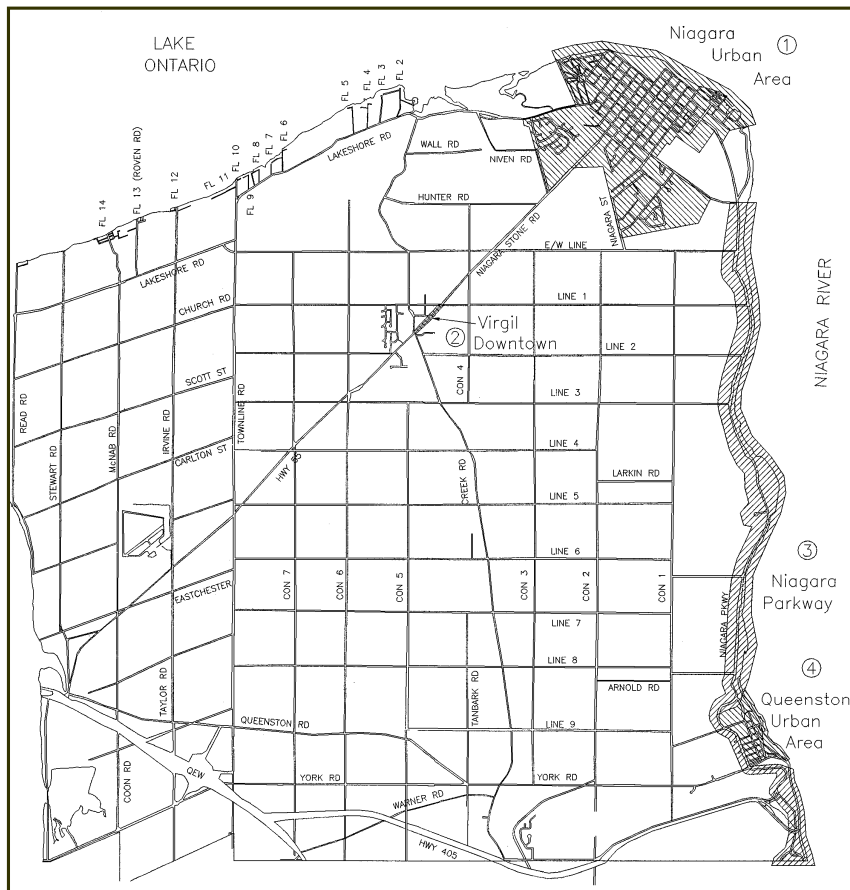 LAKE
ONTARIO
Niagara
Urban
Area
1
FL 5
FL 4
FL 3
FL 2
FL 6
FL 7
FL 8
FL 9
FL 10
FL 11
FL 12
FL 13 (ROVEN RD)
FL 14
LAKESHORE RD
WALL RD
NIVEN RD
HUNTER RD
NIAGARA STONE RD
NIAGARA ST
E/W LINE
LAKESHORE RD
CHURCH RD
LINE 1
2
Virgil
Downtown
LINE 2
NIAGARA RIVER
SCOTT ST
CON 4
LINE 3
READ RD
STEWART RD
McNAB RD
IRVINE RD
TOWNLINE RD
CARLTON ST
HWY 55
LINE 4
CREEK RD
LARKIN RD
LINE 5
LINE 6
3
Niagara
Parkway
EASTCHESTER
CON 7
CON 6
CON 5
CON 3
CON 2
CON 1
NIAGARA PKWY
LINE 7
LINE 8
4
Queenston
Urban
Area
TAYLOR RD
TANBARK RD
ARNOLD RD
QUEENSTON RD
LINE 9
QEW
COON RD
YORK RD
YORK RD
WARNER RD
HWY 405